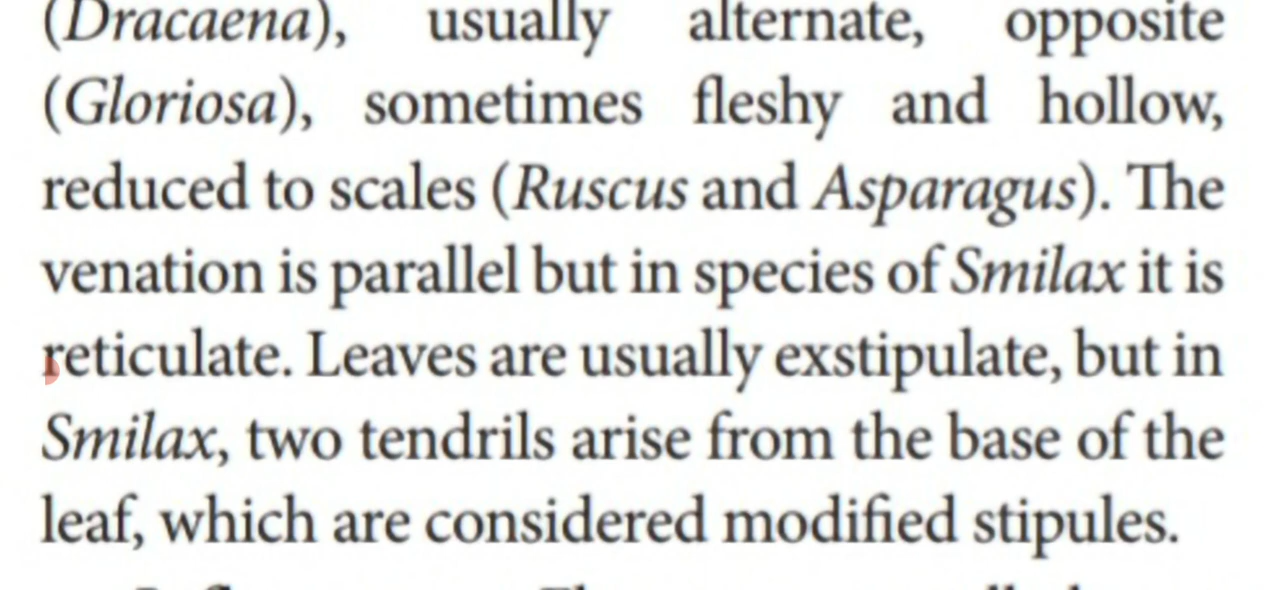 (Dracaena), usually alternate, opposite
(Gloriosa), sometimes fleshy and hollow,
reduced to scales (Ruscus and Asparagus). The
venation is parallel but in species of Smilax it is
reticulate. Leaves are usually exstipulate, but in
Smilax, two tendrils arise from the base of the
leaf, which are considered modified stipules.